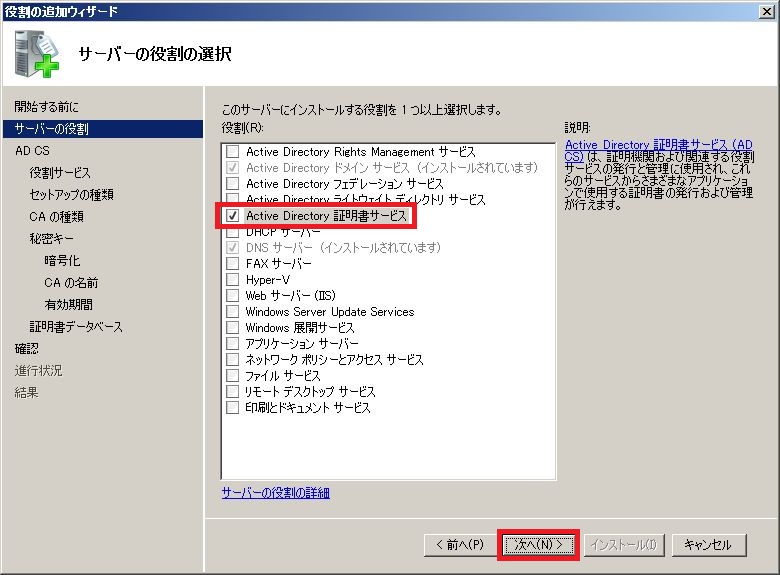 役割の追加ウィザード
サーバーの役割の選択
開始する前に
サーバーの役割
AD CS
役割サービス
セットアップの種類
CA の種類
秘密キー
暗号化
CA の名前
有効期間
証明書データベース
確認
進行状況
結果
このサーバーにインストールする役割を 1 つ以上選択します。
役割(R):
Active Directory Rights Management サービス
Active Directory ドメイン サービス (インストールされています)
Active Directory フェデレーション サービス
Active Directory ライトウェイト ディレクトリ サービス
Active Directory 証明書サービス
DHCP サーバー
DNS サーバー (インストールされています)
FAX サーバー
Hyper-V
Web サーバー (IIS)
Windows Server Update Services
Windows 展開サービス
アプリケーション サーバー
ネットワーク ポリシーとアクセス サービス
ファイル サービス
リモート デスクトップ サービス
印刷とドキュメント サービス
サーバーの役割の詳細
説明:
Active Directory 証明書サービス (AD
CS) は、証明機関および関連する役割
サービスの発行と管理に使用され、これ
らのサービスからさまざまなアプリケーション
で使用する証明書の発行および管理
が行えます。
< 前へ(P)
次へ(N) >
インストール(I)
キャンセル